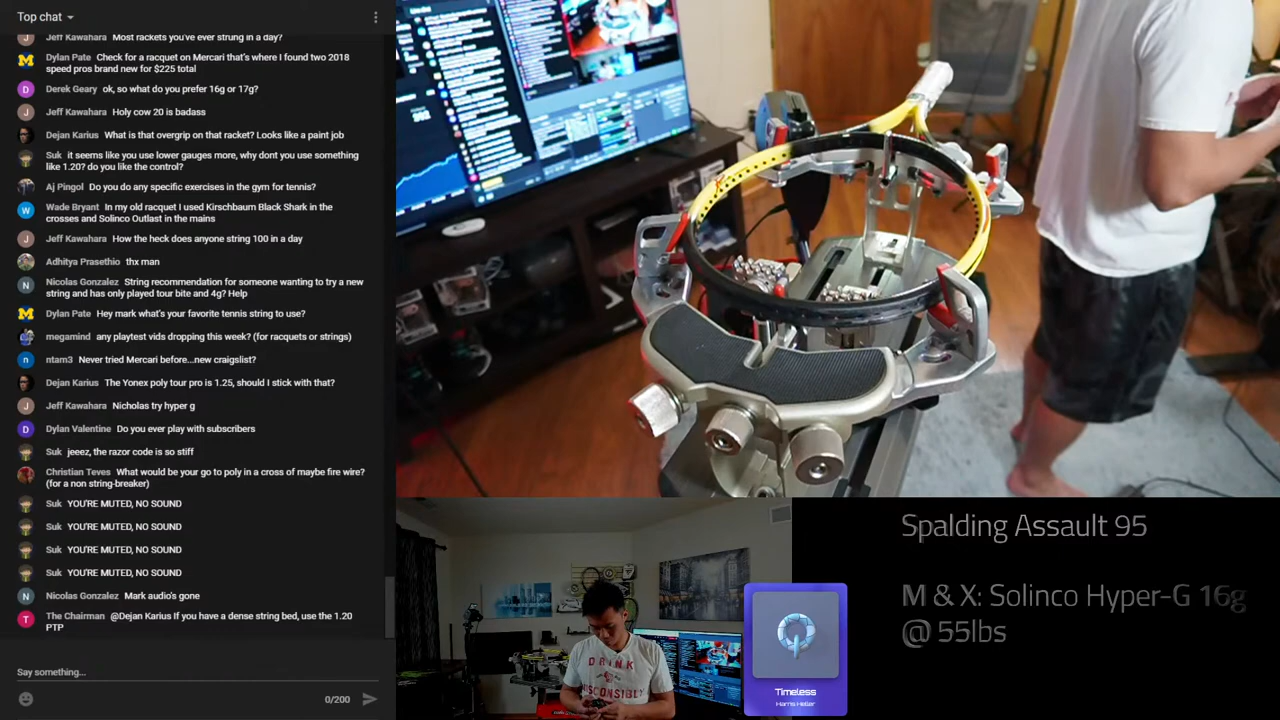 Top chat
Jeff Kawahara Most rackets you've ever strung in a day?
Dylan Pate Check for a racquet on Mercari that's where I found two 2018
speed pros brand new for $225 total
D Derek Geary ok, so what do you prefer 16g or 17g?
J Jeff Kawahara Holy cow 20 is badass
Dejan Karius What is that overgrip on that racket? Looks like a paint job
Suk it seems like you use lower gauges more, why dont you use something
like 1.20? do you like the control?
Aj Pingol Do you do any specific exercises in the gym for tennis?
W Wade Bryant In my old racquet I used Kirschbaum Black Shark in the
crosses and Solinco Outlast in the mains
J Jeff Kawahara How the heck does anyone string 100 in a day
Adhitya Prasethio thx man
N Nicolas Gonzalez String recommendation for someone wanting to try a new
string and has only played tour bite and 4g? Help
Dylan Pate Hey mark what's your favorite tennis string to use?
megamind any playtest vids dropping this week? (for racquets or strings)
n ntam3 Never tried Mercari before...new craigslist?
Dejan Karius The Yonex poly tour pro is 1.25, should I stick with that?
J Jeff Kawahara Nicholas try hyper g
D Dylan Valentine Do you ever play with subscribers
Suk jeeez, the razor code is so stiff
Christian Teves What would be your go to poly in a cross of maybe fire wire?
(for a non string-breaker)
Suk YOU'RE MUTED, NO SOUND
Suk YOU'RE MUTED, NO SOUND
Suk YOU'RE MUTED, NO SOUND
Suk YOU'RE MUTED, NO SOUND
N Nicolas Gonzalez Mark audio's gone
T The Chairman @Dejan Karius If you have a dense string bed, use the 1.20
PTP
Say something...
0/200
Spalding Assault 95
M & X: Solinco Hyper-G 16g
@ 55lbs
DRINK
Timeless
Harris Heller